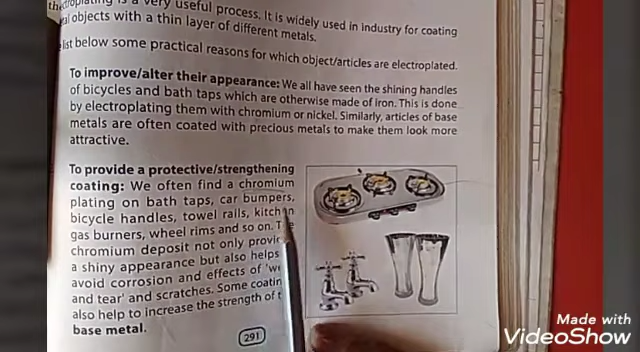 electroplating is a very useful process. It is widely used in industry for coating
objects with a thin layer of different metals.
list below some practical reasons for which object/articles are electroplated.
To improve/alter their appearance: We all have seen the shining handles
of bicycles and bath taps which are otherwise made of iron. This is done
by electroplating them with chromium or nickel. Similarly, articles of base
metals are often coated with precious metals to make them look more
attractive.
To provide a protective/strengthening
coating: We often find a chromium
plating on bath taps, car bumpers,
bicycle handles, towel rails, kitchen
gas burners, wheel rims and so on.
chromium deposit not only
a shiny appearance but also helps
avoid corrosion and effects of
and tear' and scratches. Some
also help to increase the strength of
base metal.
291
Made with
VideoShow